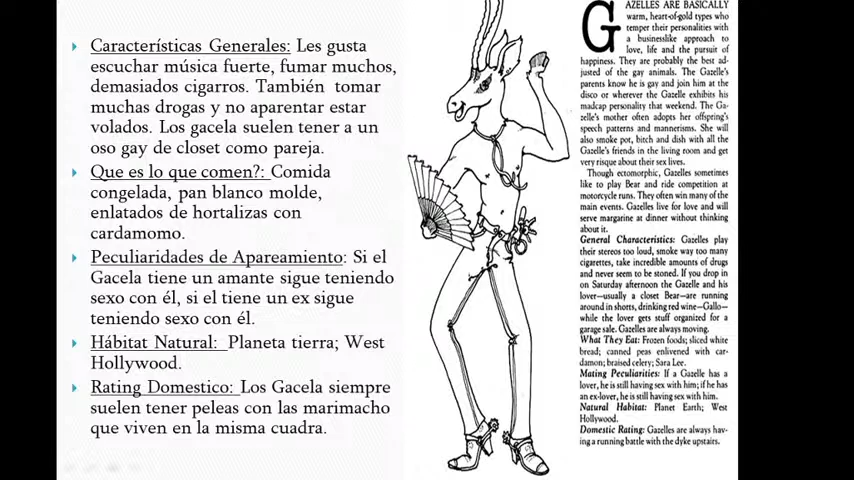 Características Generales: Les gusta
escuchar música fuerte, fumar muchos,
demasiados cigarros. También tomar
muchas drogas y no aparentar estar
volados. Los gacela suelen tener a un
oso gay de closet como pareja.
Que es lo que comen?: Comida
congelada, pan blanco molde,
enlatados de hortalizas con
cardamomo.
Peculiaridades de Apareamiento: Si el
Gacela tiene un amante sigue teniendo
sexo con él, si el tiene un ex sigue
teniendo sexo con él.
Hábitat Natural: Planeta tierra; West
Hollywood.
Rating Domestico: Los Gacela siempre
suelen tener peleas con las marimacho
que viven en la misma cuadra.
GAZELLES ARE BASICALLY
warm, heart-of-gold types who
temper their personalities with
a businesslike approach to
love, life and the pursuit of
happiness. They are probably the best ad-
justed of the gay animals. The Gazelle's
parents know he is gay and join him at the
disco or wherever the Gazelle exhibits his
madcap personality that weekend. The Ga-
zelle's mother often adopts her offspring's
speech patterns and mannerisms. She will
also smoke pot, bitch and dish with all the
Gazelle's friends in the living room and get
very risque about their sex lives.
Though ectomorphic, Gazelles sometimes
like to play Bear and ride competition at
motorcycle runs. They often win many of the
main events. Gazelles live for love and will
serve margarine at dinner without thinking
about it.
General Characteristics: Gazelles play
their stereos too loud, smoke way too many
cigarettes, take incredible amounts of drugs
and never seem to be stoned. If you drop in
on Saturday afternoon the Gazelle and his
lover—usually a closet Bear—are running
around in shorts, drinking red wine—Gallo—
while the lover gets stuff organized for a
garage sale. Gazelles are always moving.
What They Eat: Frozen foods; sliced white
bread; canned peas enlivened with car-
damon; braised celery; Sara Lee.
Mating Peculiarities: If a Gazelle has a
lover, he is still having sex with him; if he has
an ex-lover, he is still having sex with him.
Natural Habitat: Planet Earth; West
Hollywood.
Domestic Rating: Gazelles are always hav-
ing a running battle with the dyke upstairs.